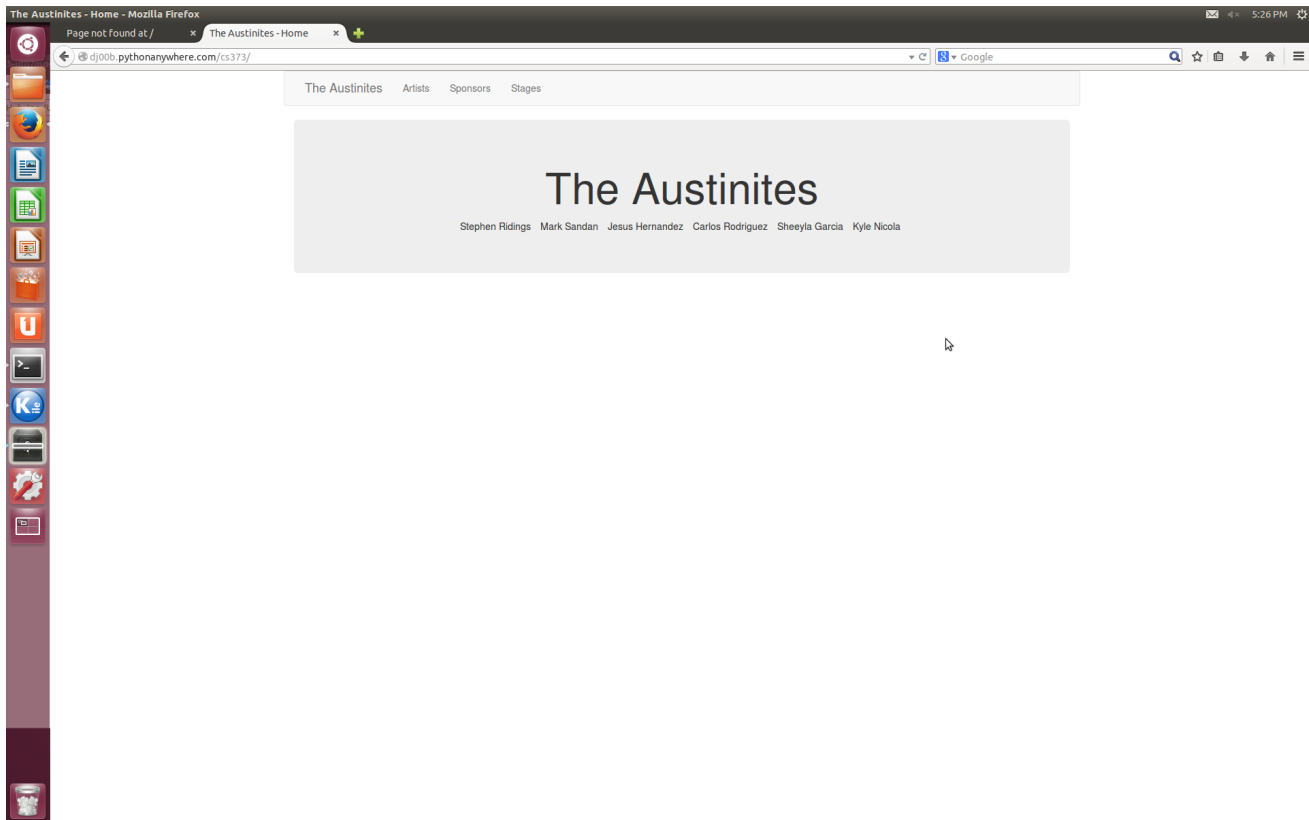 The Austinites - Home - Mozilla Firefox
5:26 PM
Page not found at /
The Austinites - Home
dj00b.pythonanywhere.com/cs373/
Google
The Austinites Artists Sponsors Stages
The Austinites
Stephen Ridings Mark Sandan Jesus Hernandez Carlos Rodriguez Sheeyla Garcia Kyle Nicola